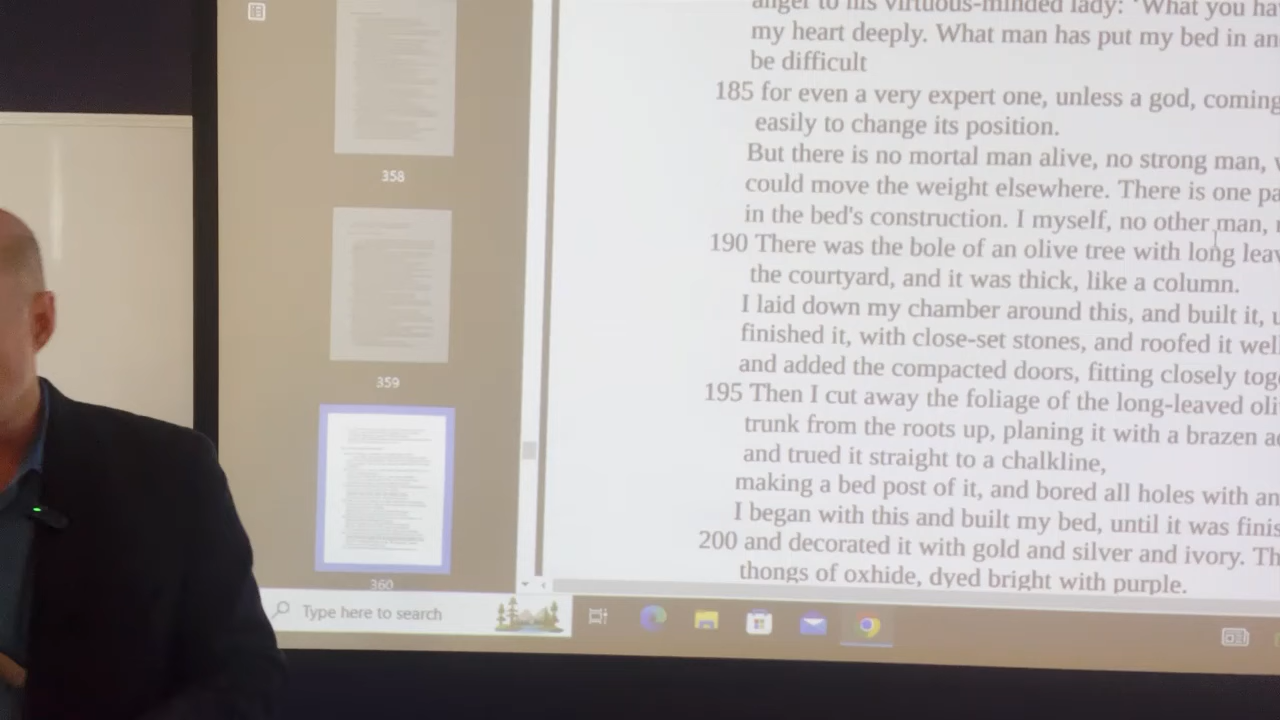 anger to his virtuous-minded lady: 'What you ha
my heart deeply. What man has put my bed in an
be difficult
185 for even a very expert one, unless a god, coming
easily to change its position.
But there is no mortal man alive, no strong man,
could move the weight elsewhere. There is one pa
in the bed's construction. I myself, no other man,
190 There was the bole of an olive tree with long leav
the courtyard, and it was thick, like a column.
I laid down my chamber around this, and built it, u
finished it, with close-set stones, and roofed it well
and added the compacted doors, fitting closely tog
195 Then I cut away the foliage of the long-leaved oli
trunk from the roots up, planing it with a brazen a
and trued it straight to a chalkline,
making a bed post of it, and bored all holes with an
I began with this and built my bed, until it was finis
200 and decorated it with gold and silver and ivory. Th
thongs of oxhide, dyed bright with purple.
358
359
360
Type here to search